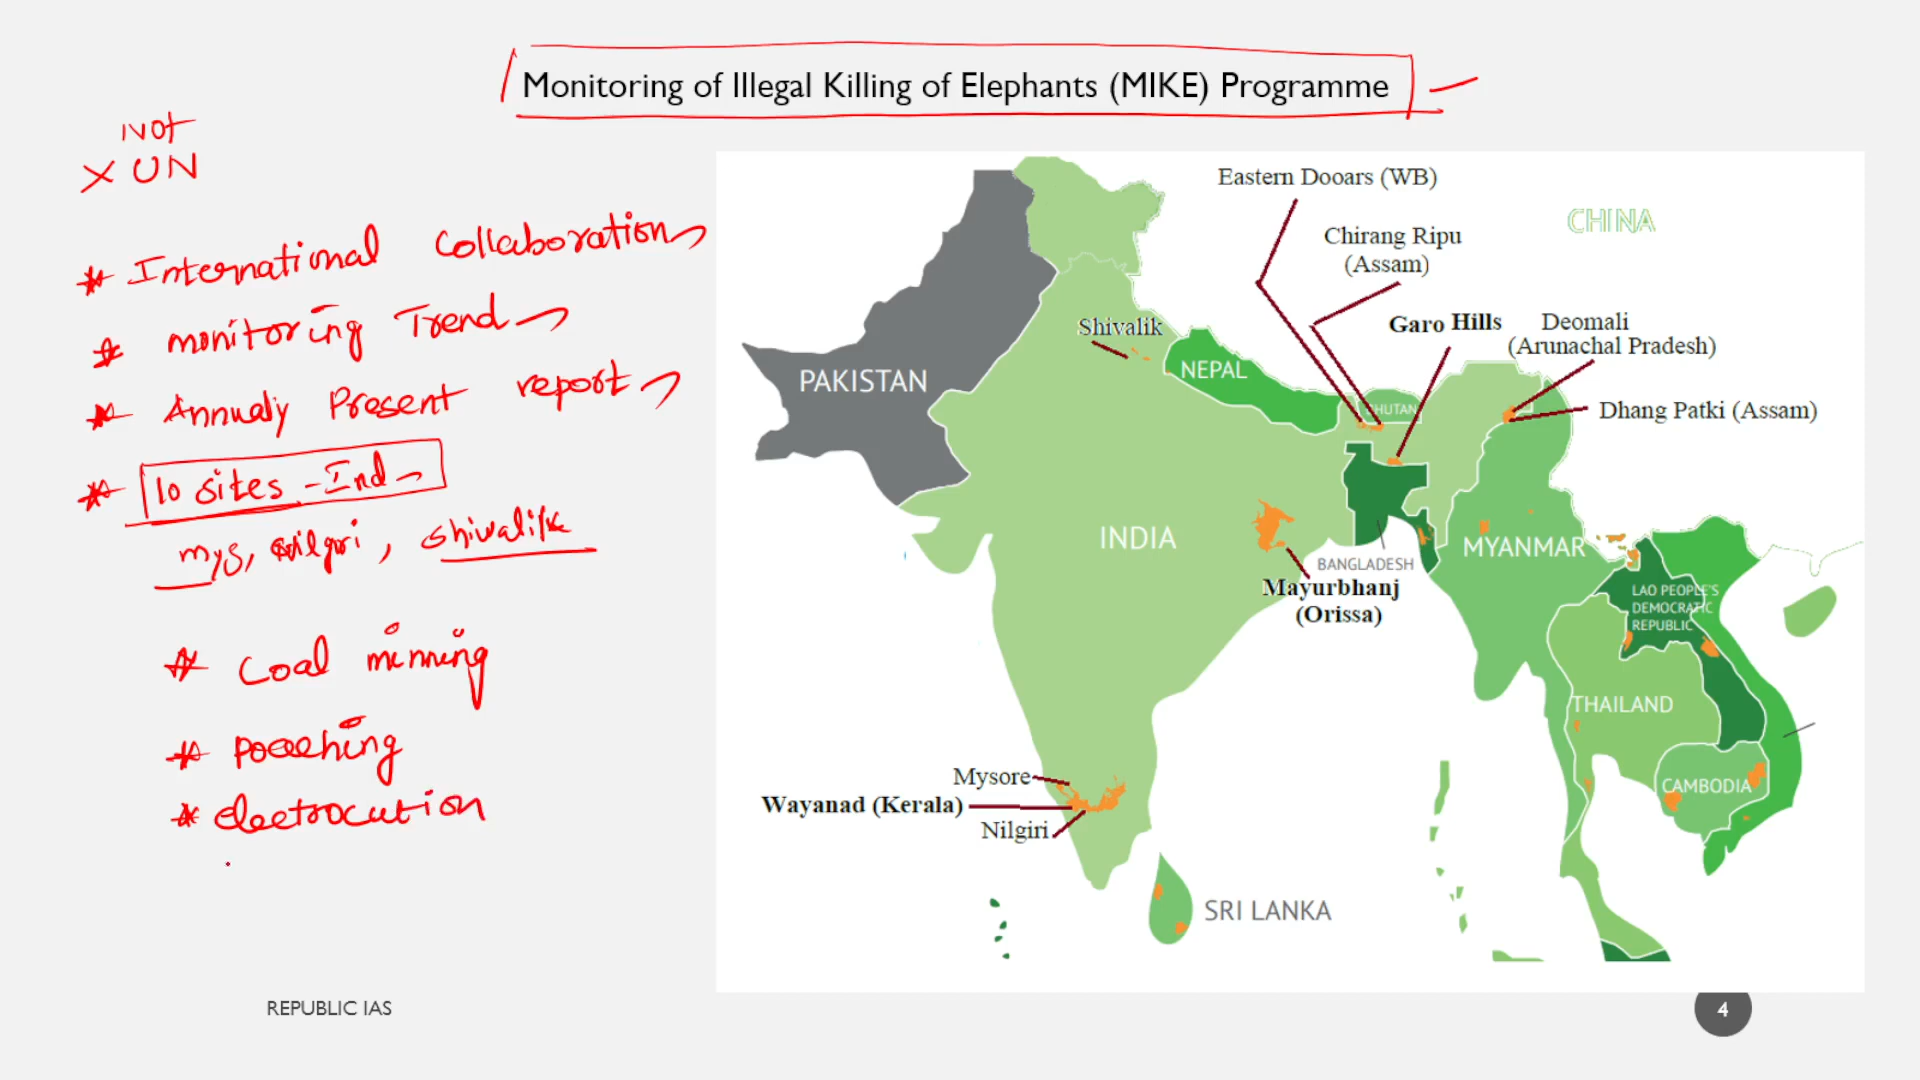 Monitoring of Illegal Killing of Elephants (MIKE) Programme
Not
X UN
* International Collaboration
* monitoring Trend
* Annualy Present report
* 10 sites - Ind
mys, Nilgiri, Shivalik
* Coal minning
* Poaching
* electrocution
Eastern Dooars (WB)
CHINA
Chirang Ripu
(Assam)
Shivalik
Garo Hills
Deomali
(Arunachal Pradesh)
NEPAL
PAKISTAN
BHUTAN
Dhang Patki (Assam)
INDIA
MYANMAR
BANGLADESH
Mayurbhanj
(Orissa)
LAO PEOPLE'S
DEMOCRATIC
REPUBLIC
THAILAND
Mysore
CAMBODIA
Wayanad (Kerala)
Nilgiri
SRI LANKA
REPUBLIC IAS
4